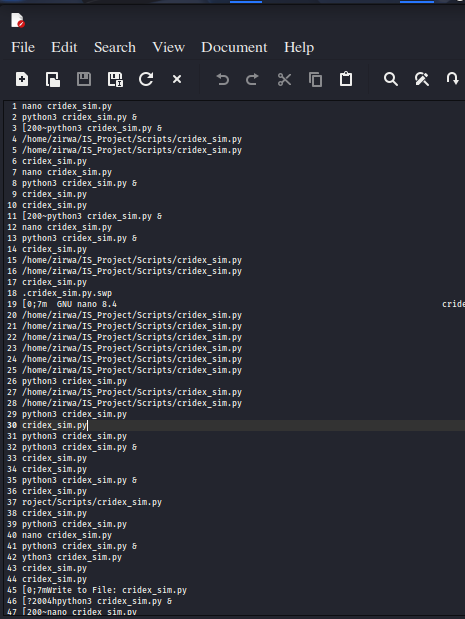 File Edit Search View Document Help
1 nano cridex_sim.py
2 python3 cridex_sim.py &
3 [200~python3 cridex_sim.py &
4 /home/zirwa/IS_Project/Scripts/cridex_sim.py
5 /home/zirwa/IS_Project/Scripts/cridex_sim.py
6 cridex_sim.py
7 nano cridex_sim.py
8 python3 cridex_sim.py &
9 cridex_sim.py
10 cridex_sim.py
11 [200~python3 cridex_sim.py &
12 nano cridex_sim.py
13 python3 cridex_sim.py &
14 cridex_sim.py
15 /home/zirwa/IS_Project/Scripts/cridex_sim.py
16 /home/zirwa/IS_Project/Scripts/cridex_sim.py
17 cridex_sim.py
18 .cridex_sim.py.swp
19 [0;7m  GNU nano 8.4 cride
20 /home/zirwa/IS_Project/Scripts/cridex_sim.py
21 /home/zirwa/IS_Project/Scripts/cridex_sim.py
22 /home/zirwa/IS_Project/Scripts/cridex_sim.py
23 /home/zirwa/IS_Project/Scripts/cridex_sim.py
24 /home/zirwa/IS_Project/Scripts/cridex_sim.py
25 /home/zirwa/IS_Project/Scripts/cridex_sim.py
26 python3 cridex_sim.py
27 /home/zirwa/IS_Project/Scripts/cridex_sim.py
28 /home/zirwa/IS_Project/Scripts/cridex_sim.py
29 python3 cridex_sim.py
30 cridex_sim.py
31 python3 cridex_sim.py
32 python3 cridex_sim.py &
33 cridex_sim.py
34 cridex_sim.py
35 python3 cridex_sim.py &
36 cridex_sim.py
37 roject/Scripts/cridex_sim.py
38 cridex_sim.py
39 python3 cridex_sim.py
40 nano cridex_sim.py
41 python3 cridex_sim.py &
42 ython3 cridex_sim.py
43 cridex_sim.py
44 cridex_sim.py
45 [0;7mWrite to File: cridex_sim.py
46 [?2004hpython3 cridex_sim.py &
47 [200~nano cridex_sim.py